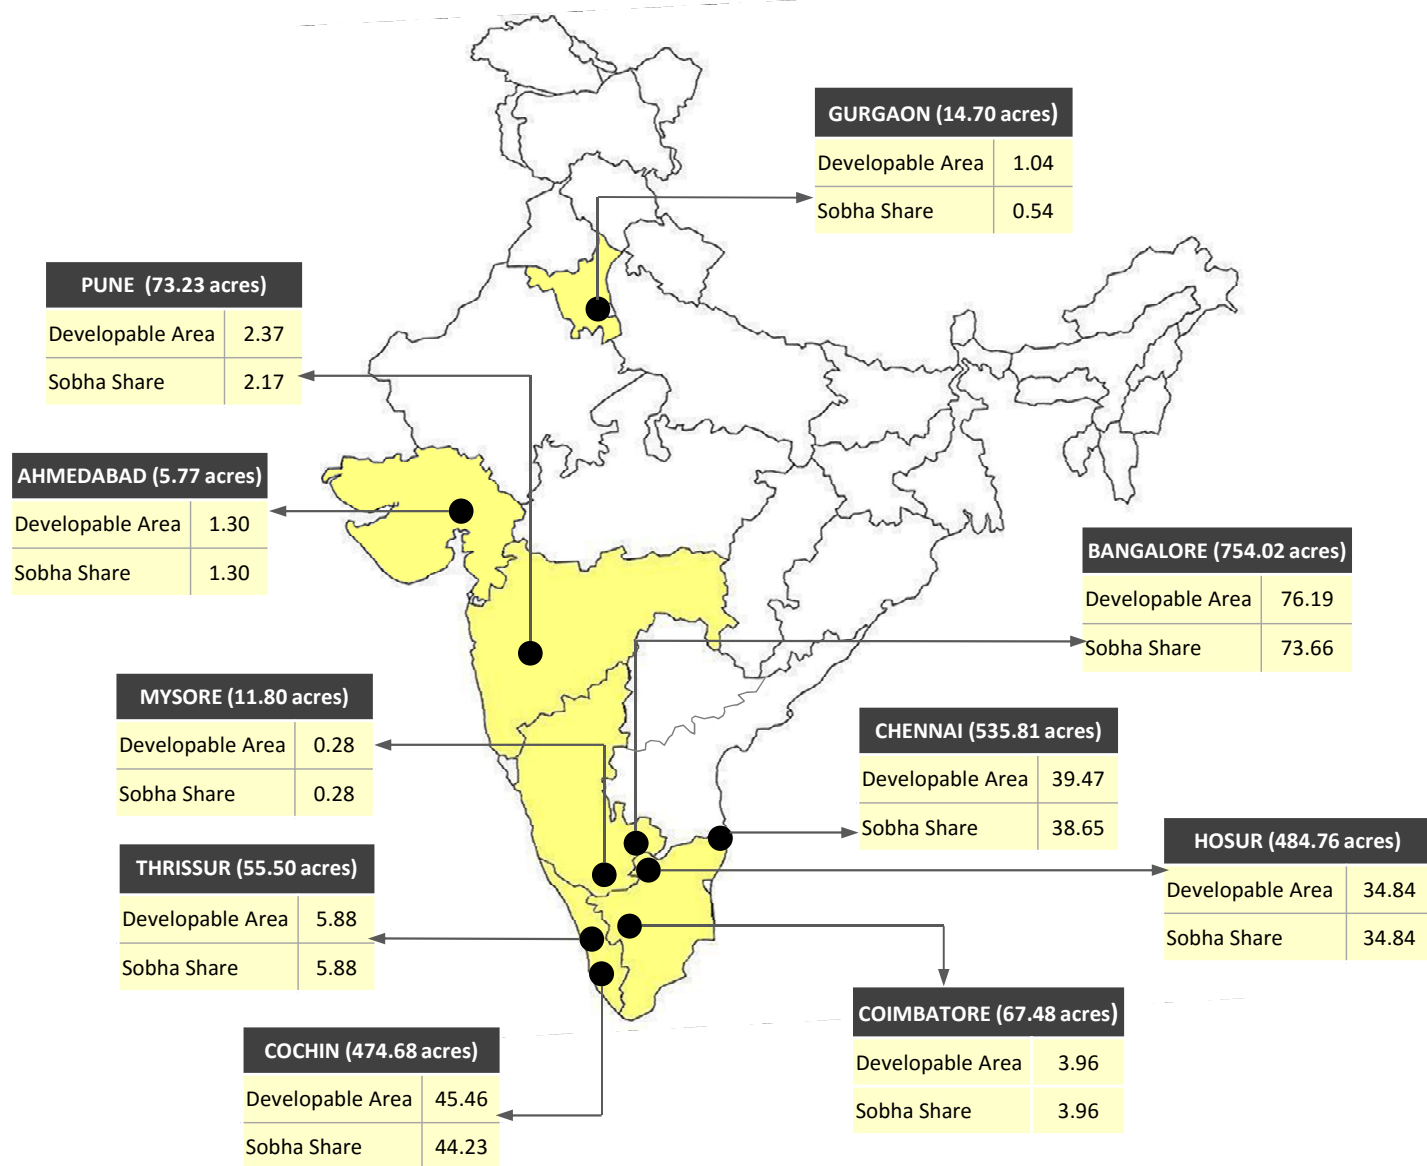 GURGAON (14.70 acres)
Developable Area 1.04
Sobha Share 0.54
PUNE (73.23 acres)
Developable Area 2.37
Sobha Share 2.17
AHMEDABAD (5.77 acres)
Developable Area 1.30
Sobha Share 1.30
BANGALORE (754.02 acres)
Developable Area 76.19
Sobha Share 73.66
MYSORE (11.80 acres)
Developable Area 0.28
Sobha Share 0.28
CHENNAI (535.81 acres)
Developable Area 39.47
Sobha Share 38.65
HOSUR (484.76 acres)
Developable Area 34.84
Sobha Share 34.84
THRISSUR (55.50 acres)
Developable Area 5.88
Sobha Share 5.88
COIMBATORE (67.48 acres)
Developable Area 3.96
Sobha Share 3.96
COCHIN (474.68 acres)
Developable Area 45.46
Sobha Share 44.23